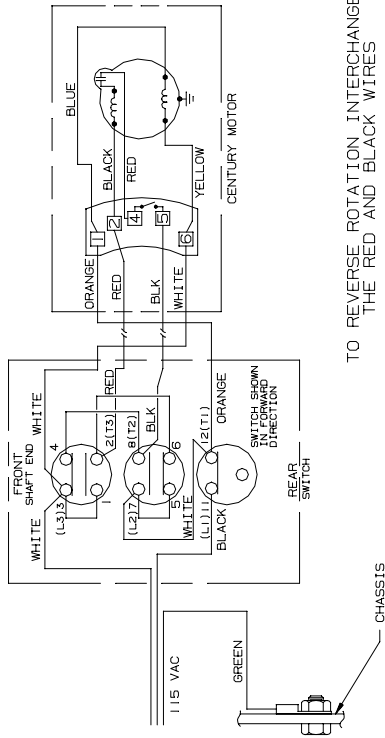 BLUE
BLACK
RED
YELLOW
CENTURY MOTOR
1
2
4
5
6
ORANGE
RED
BLK
WHITE
TO REVERSE ROTATION INTERCHANGE
THE RED AND BLACK WIRES
FRONT
SHAFT END
WHITE
WHITE
4
(L3)3
RED
2(T3)
1
8(T2)
BLK
6
(L2)7
5
WHITE
12(T1)
ORANGE
(L1)11
BLACK
SWITCH SHOWN
IN FORWARD
DIRECTION
REAR
SWITCH
115 VAC
GREEN
CHASSIS